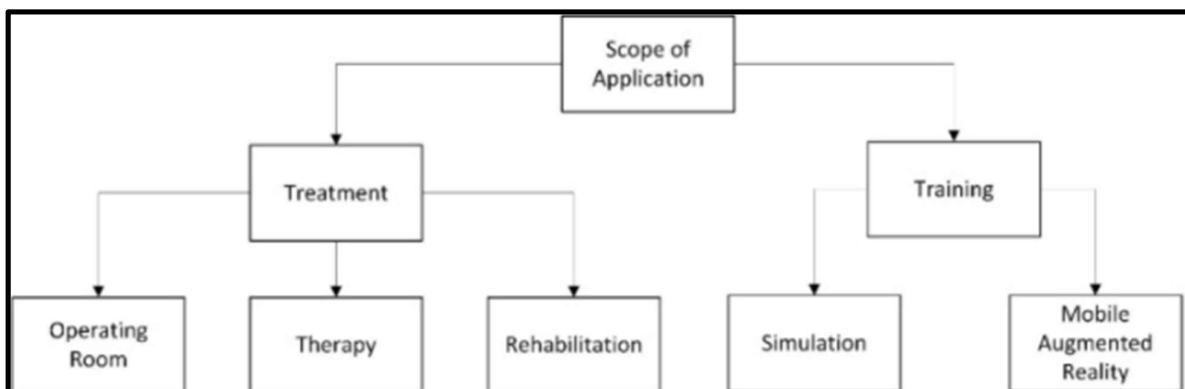 Scope of
Application
Treatment
Training
Operating
Room
Therapy
Rehabilitation
Simulation
Mobile
Augmented
Reality